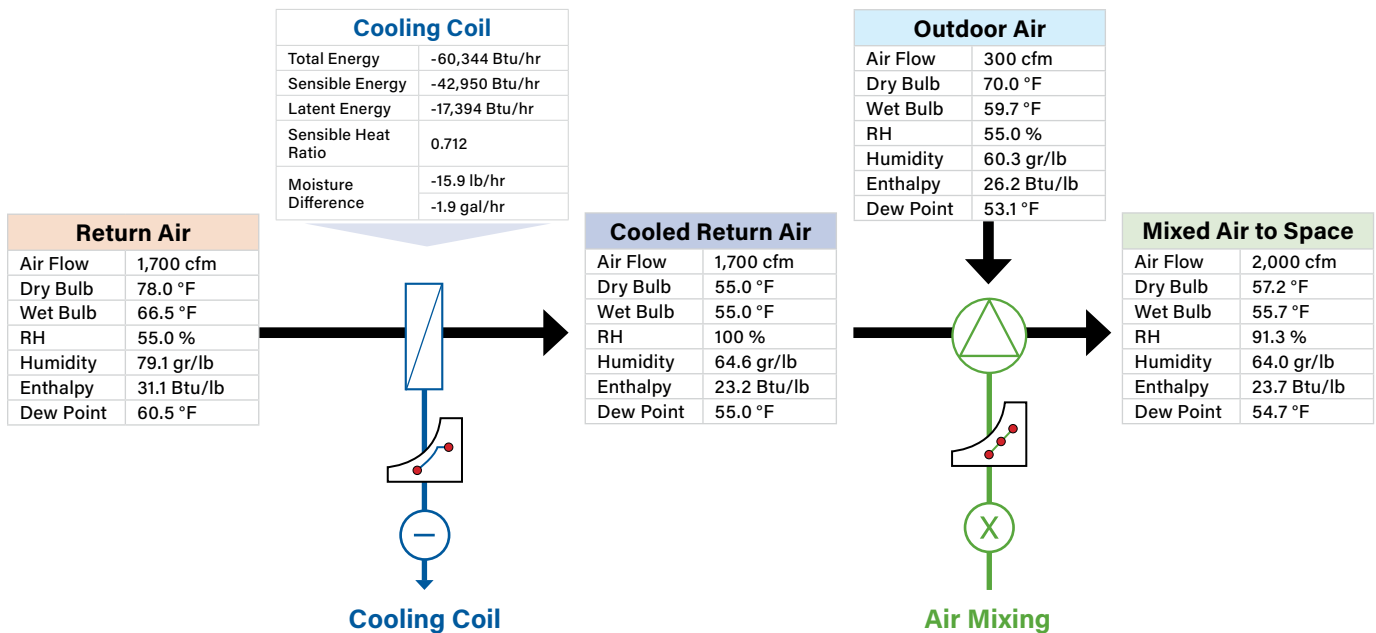 Cooling Coil
Total Energy -60,344 Btu/hr
Sensible Energy -42,950 Btu/hr
Latent Energy -17,394 Btu/hr
Sensible Heat
Ratio
0.712
Moisture
Difference
-15.9 lb/hr
-1.9 gal/hr
Outdoor Air
Air Flow 300 cfm
Dry Bulb 70.0 °F
Wet Bulb 59.7 °F
RH 55.0 %
Humidity 60.3 gr/lb
Enthalpy 26.2 Btu/lb
Dew Point 53.1 °F
Return Air
Air Flow 1,700 cfm
Dry Bulb 78.0 °F
Wet Bulb 66.5 °F
RH 55.0 %
Humidity 79.1 gr/lb
Enthalpy 31.1 Btu/lb
Dew Point 60.5 °F
Cooled Return Air
Air Flow 1,700 cfm
Dry Bulb 55.0 °F
Wet Bulb 55.0 °F
RH 100 %
Humidity 64.6 gr/lb
Enthalpy 23.2 Btu/lb
Dew Point 55.0 °F
Mixed Air to Space
Air Flow 2,000 cfm
Dry Bulb 57.2 °F
Wet Bulb 55.7 °F
RH 91.3 %
Humidity 64.0 gr/lb
Enthalpy 23.7 Btu/lb
Dew Point 54.7 °F
−
X
Cooling Coil
Air Mixing